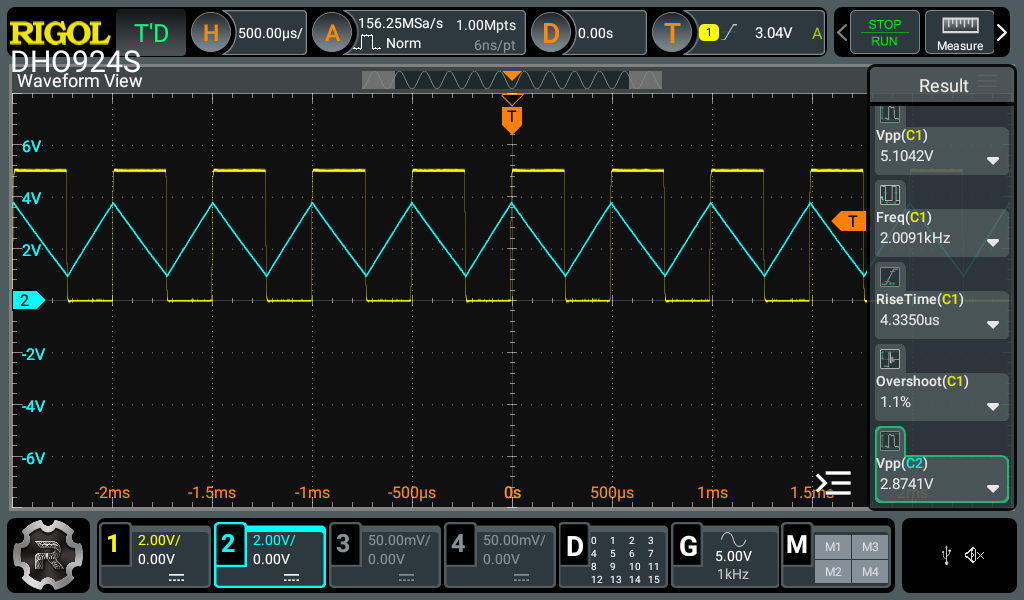 RIGOL T'D H 500.00µs/ A 156.25MSa/s 1.00Mpts D 0.00s T 1 3.04V A STOP
Norm 6ns/pt RUN Measure
DHO924S
Waveform View Result
T
6V
Vpp(C1)
5.1042V
4V
T
Freq(C1)
2.0091kHz
2V
2
RiseTime(C1)
4.3350us
-2V
Overshoot(C1)
1.1%
-4V
-6V
Vpp(C2)
2.8741V
-2ms -1.5ms -1ms -500µs 0s 500µs 1ms 1.5ms 2ms
1 2.00V/ 2 2.00V/ 3 50.00mV/ 4 50.00mV/ D 0 1 2 3 G M M1 M3
0.00V 0.00V 0.00V 0.00V 4 5 6 7 5.00V
8 9 10 11 1kHz M2 M4
12 13 14 15
R